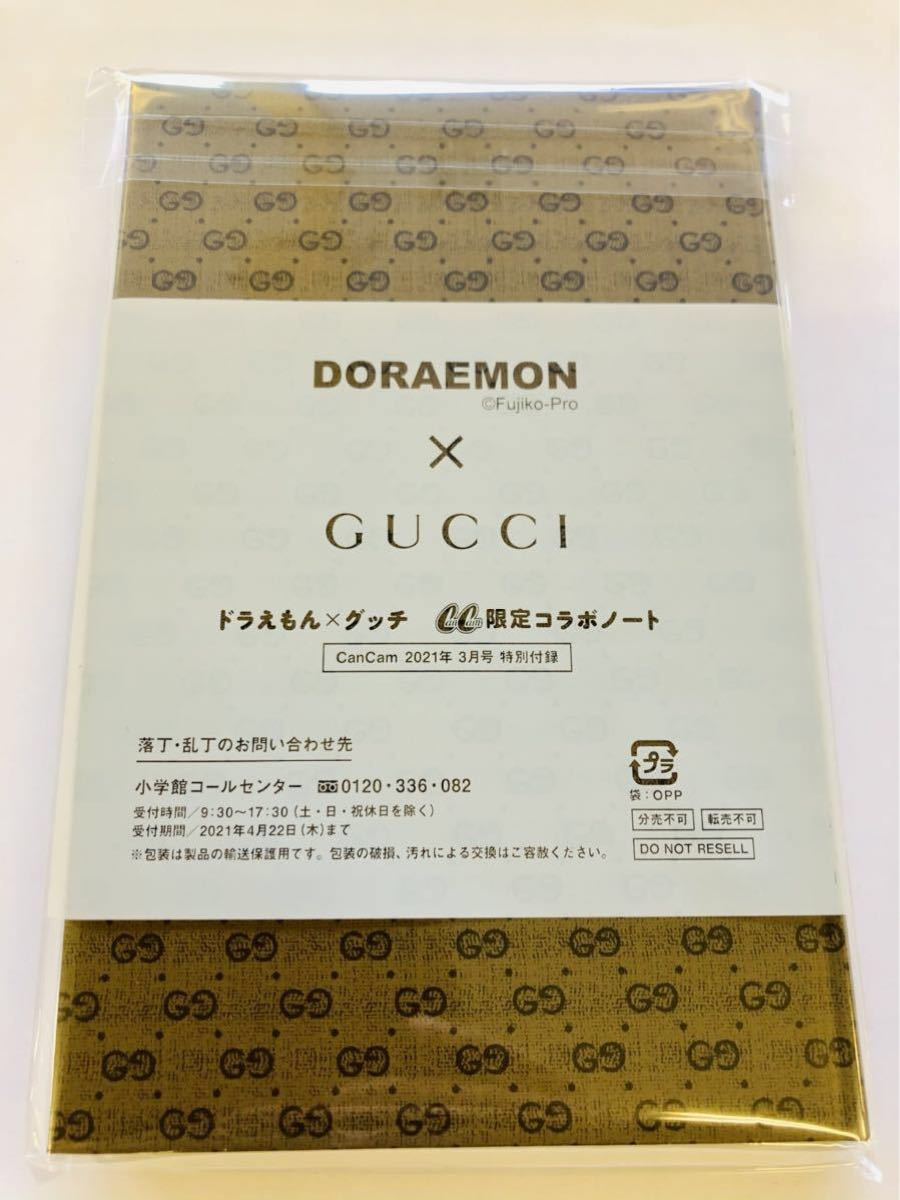 DORAEMON
©Fujiko-Pro
×
GUCCI
ドラえもん×グッチ CanCam限定コラボノート
CanCam 2021年 3月号 特別付録
落丁・乱丁のお問い合わせ先
小学館コールセンター 0120・336・082
受付時間/9:30〜17:30(土・日・祝休日を除く)
受付期間/2021年4月22日(木)まで
※包装は製品の輸送保護用です。包装の破損、汚れによる交換はご容赦ください。
プラ
袋:OPP
分売不可 転売不可
DO NOT RESELL